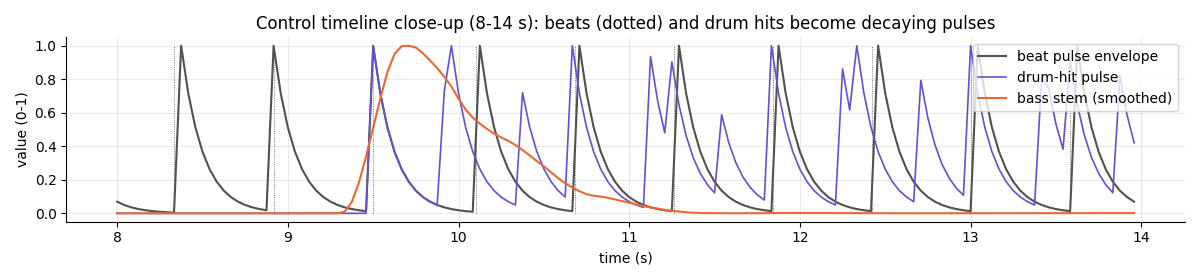 Control timeline close-up (8-14 s): beats (dotted) and drum hits become decaying pulses
value (0-1)
1.0
0.8
0.6
0.4
0.2
0.0
beat pulse envelope
drum-hit pulse
bass stem (smoothed)
8
9
10
11
12
13
14
time (s)